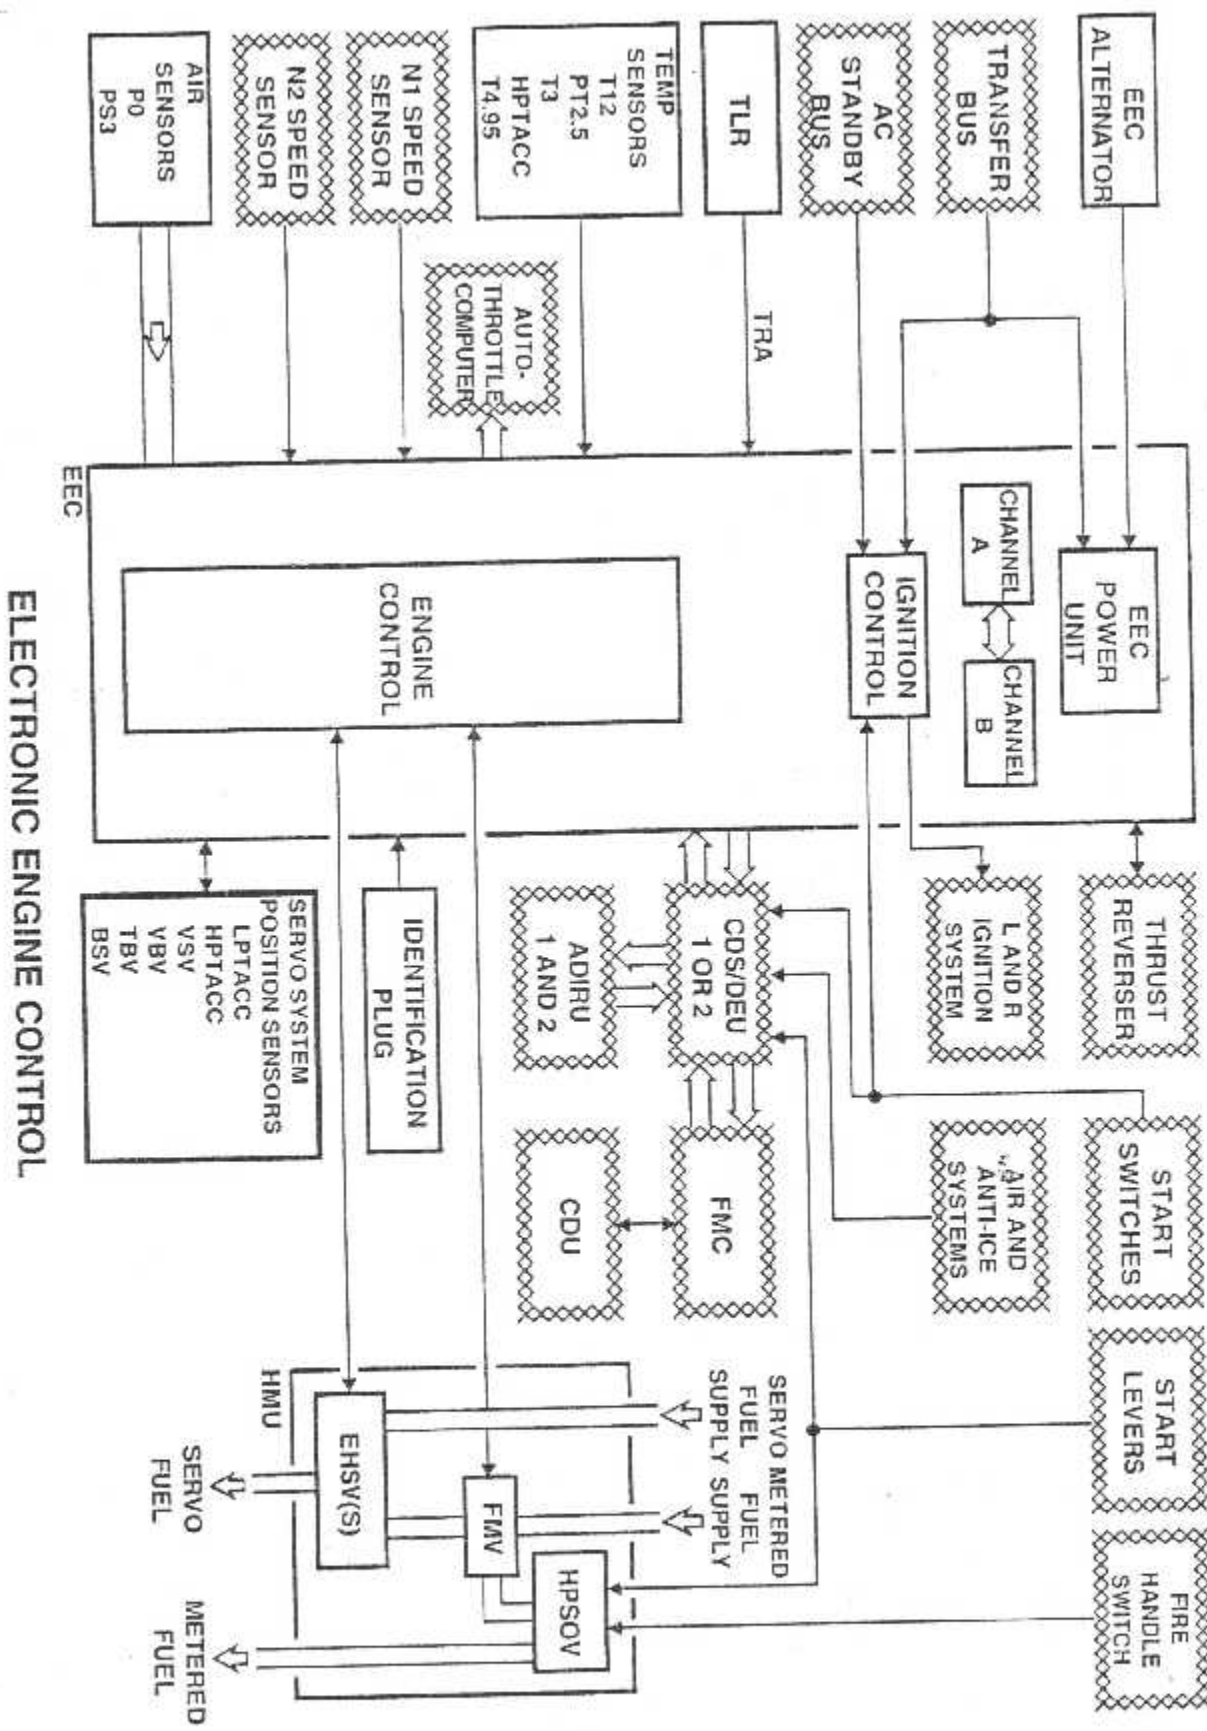 EEC
ALTERNATOR
TRANSFER
BUS
AC
STANDBY
BUS
TLR
TRA
TEMP
SENSORS
T12
PT2.5
T3
HPTACC
T4.95
N1 SPEED
SENSOR
N2 SPEED
SENSOR
AIR
SENSORS
P0
PS3
AUTO-
THROTTLE
COMPUTER
EEC
POWER
UNIT
CHANNEL
A
CHANNEL
B
IGNITION
CONTROL
ENGINE
CONTROL
EEC
THRUST
REVERSER
L AND R
IGNITION
SYSTEM
CDS/DEU
1 OR 2
ADIRU
1 AND 2
IDENTIFICATION
PLUG
SERVO SYSTEM
POSITION SENSORS
LPTACC
HPTACC
VSV
VBV
TBV
BSV
START
SWITCHES
AIR AND
ANTI-ICE
SYSTEMS
FMC
CDU
START
LEVERS
FIRE
HANDLE
SWITCH
SERVO METERED
FUEL FUEL
SUPPLY SUPPLY
HPSOV
FMV
EHSV(S)
HMU
SERVO
FUEL
METERED
FUEL
ELECTRONIC ENGINE CONTROL